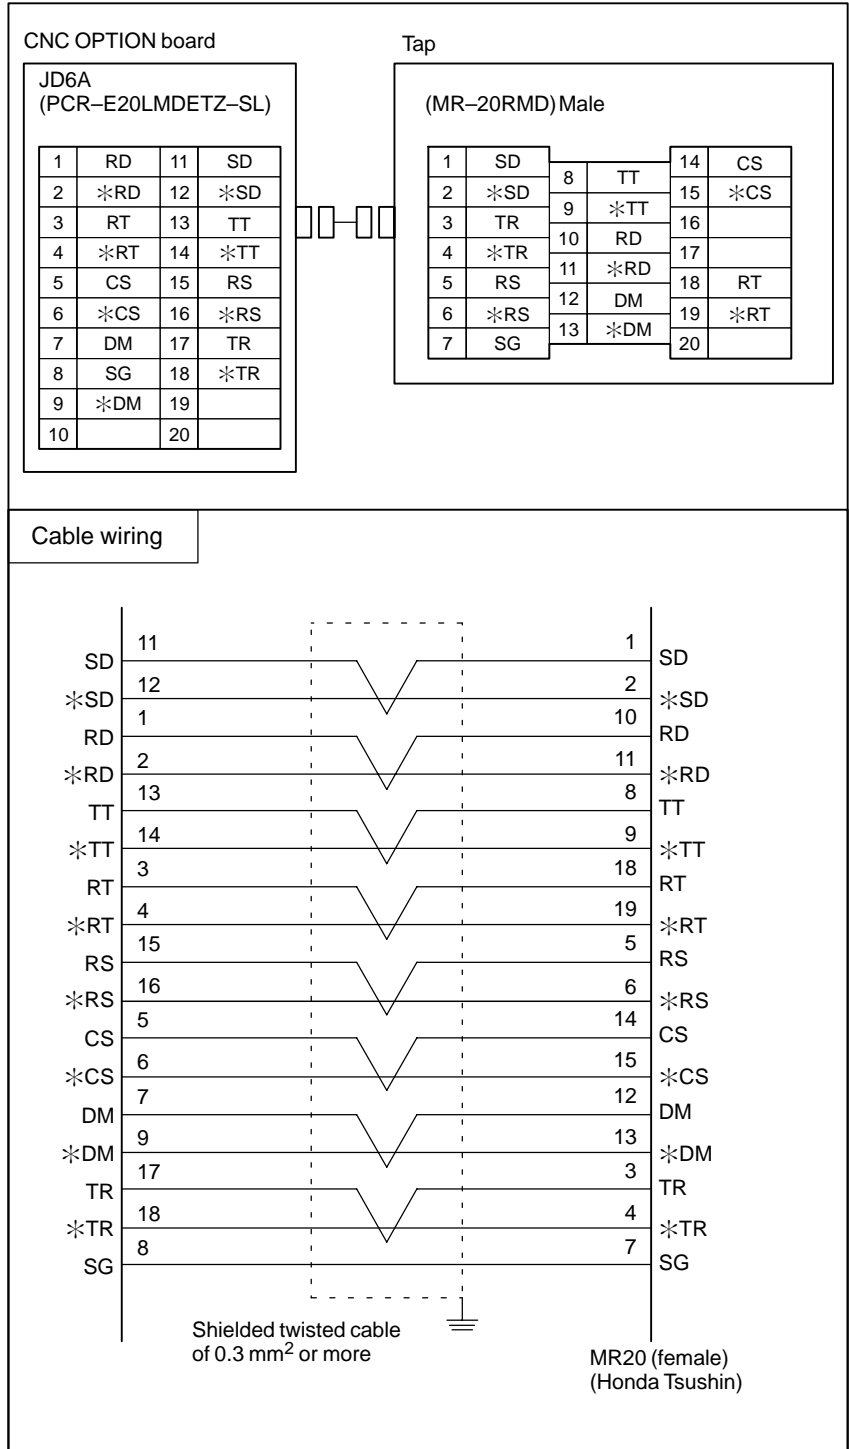 CNC OPTION board
Tap
JD6A
(PCR–E20LMDETZ–SL)
1 RD 11 SD
2 ✳RD 12 ✳SD
3 RT 13 TT
4 ✳RT 14 ✳TT
5 CS 15 RS
6 ✳CS 16 ✳RS
7 DM 17 TR
8 SG 18 ✳TR
9 ✳DM 19
10 20
(MR–20RMD) Male
1 SD
2 ✳SD
3 TR
4 ✳TR
5 RS
6 ✳RS
7 SG
8 TT
9 ✳TT
10 RD
11 ✳RD
12 DM
13 ✳DM
14 CS
15 ✳CS
16
17
18 RT
19 ✳RT
20
Cable wiring
SD 11 1 SD
✳SD 12 2 ✳SD
RD 1 10 RD
✳RD 2 11 ✳RD
TT 13 8 TT
✳TT 14 9 ✳TT
RT 3 18 RT
✳RT 4 19 ✳RT
RS 15 5 RS
✳RS 16 6 ✳RS
CS 5 14 CS
✳CS 6 15 ✳CS
DM 7 12 DM
✳DM 9 13 ✳DM
TR 17 3 TR
✳TR 18 4 ✳TR
SG 8 7 SG
Shielded twisted cable
of 0.3 mm² or more
MR20 (female)
(Honda Tsushin)